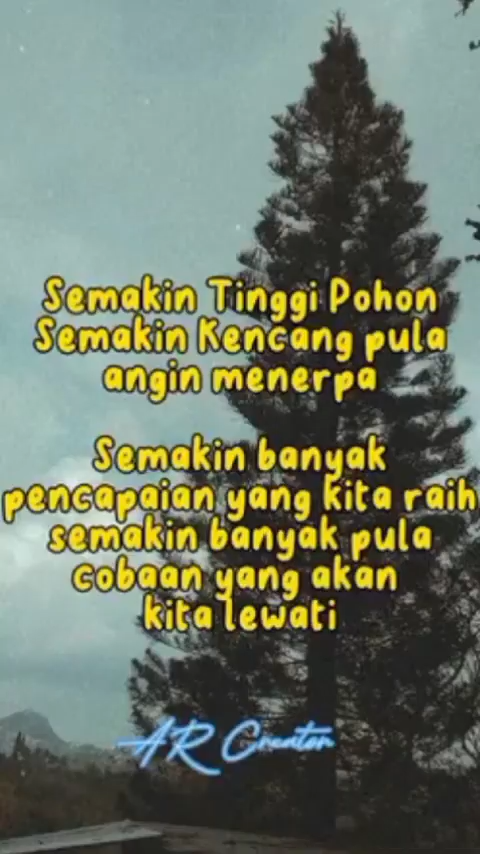 Semakin Tinggi Pohon
Semakin Kencang pula
angin menerpa
Semakin banyak
pencapaian yang kita raih
semakin banyak pula
cobaan yang akan
kita lewati
AR Creator